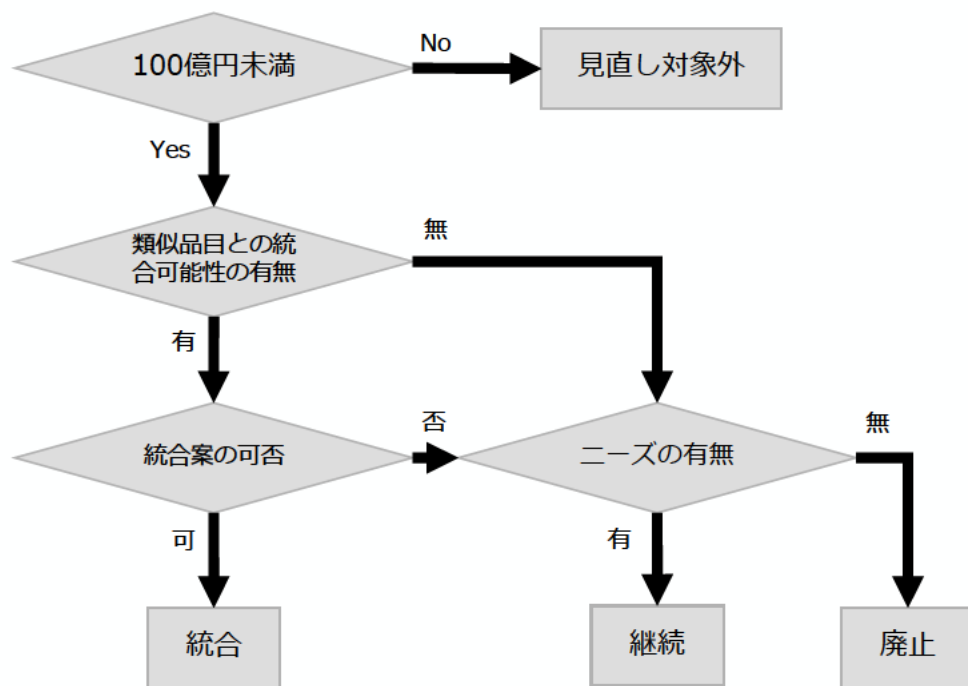 100億円未満
No
見直し対象外
Yes
類似品目との統
合可能性の有無
無
有
統合案の可否
否
ニーズの有無
無
可
有
統合
継続
廃止